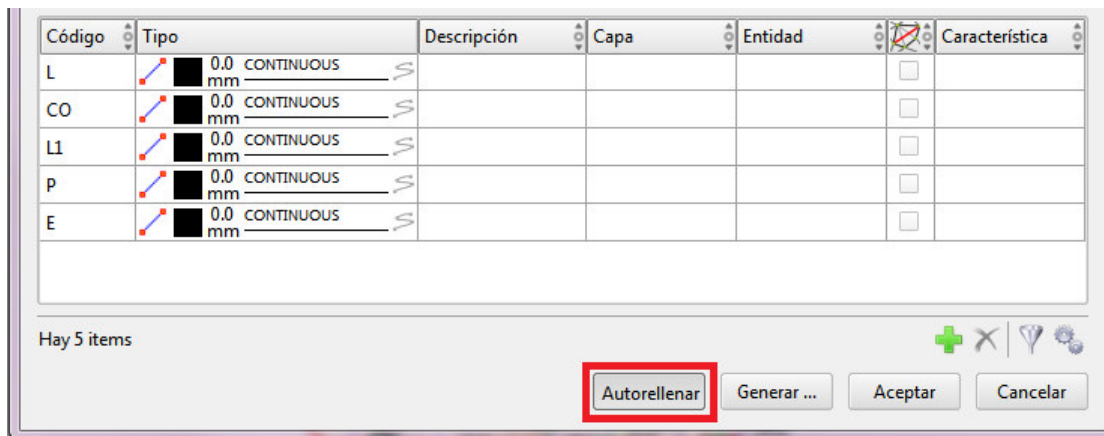 Código Tipo Descripción Capa Entidad Característica
L 0.0 mm CONTINUOUS
CO 0.0 mm CONTINUOUS
L1 0.0 mm CONTINUOUS
P 0.0 mm CONTINUOUS
E 0.0 mm CONTINUOUS
Hay 5 items
Autorellenar Generar ... Aceptar Cancelar